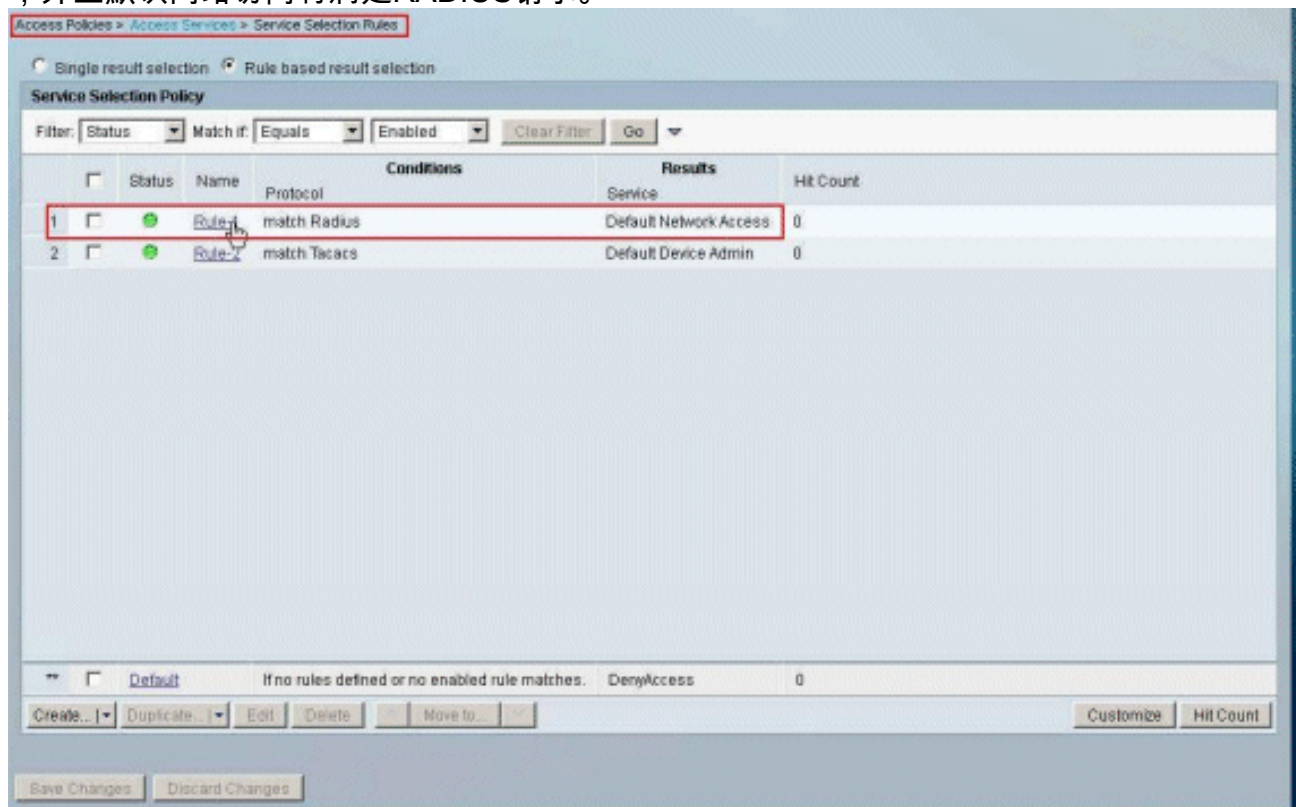 Access Policies > Access Services > Service Selection Rules
Single result selection Rule based result selection
Service Selection Policy
Filter: Status Match if: Equals Enabled Clear Filter Go
Status Name Conditions Protocol Results Service Hit Count
1 Rule-1 match Radius Default Network Access 0
2 Rule-2 match Tacacs Default Device Admin 0
** Default If no rules defined or no enabled rule matches. DenyAccess 0
Create... Duplicate... Edit Delete Move to... Customize Hit Count
Save Changes Discard Changes